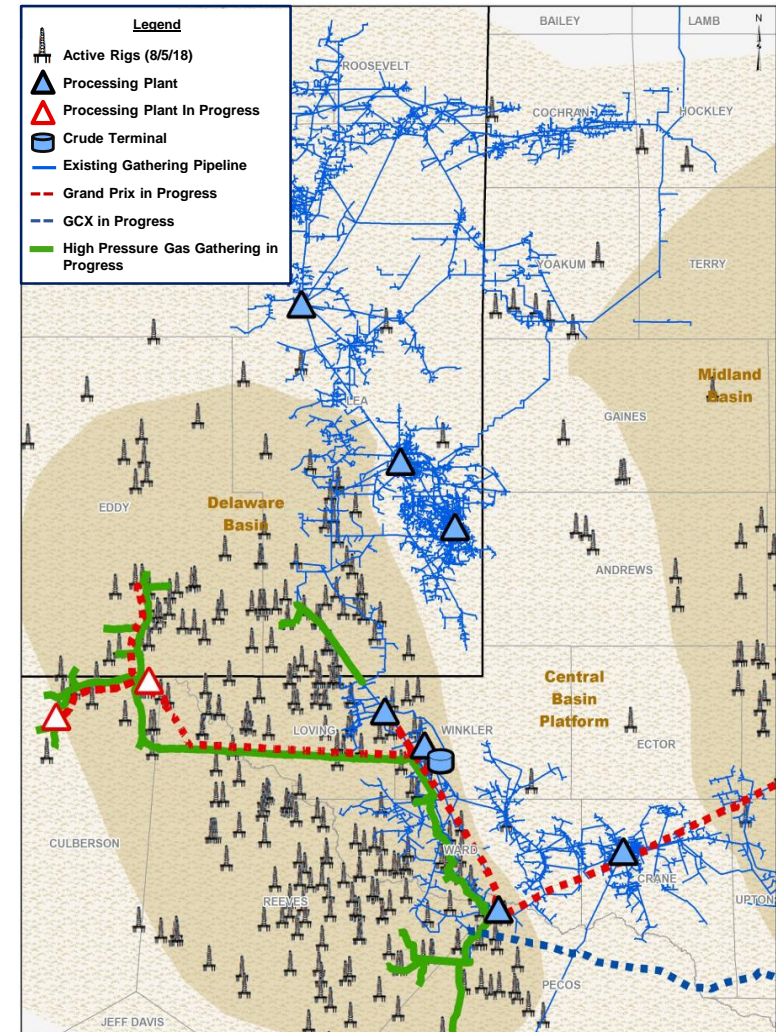 Legend
Active Rigs (8/5/18)
Processing Plant
Processing Plant In Progress
Crude Terminal
Existing Gathering Pipeline
Grand Prix in Progress
GCX in Progress
High Pressure Gas Gathering in
Progress
N
BAILEY
LAMB
ROOSEVELT
COCHRAN
HOCKLEY
YOAKUM
TERRY
LEA
Midland
Basin
GAINES
EDDY
Delaware
Basin
ANDREWS
Central
Basin
Platform
LOVING
WINKLER
ECTOR
CULBERSON
WARD
CRANE
REEVES
UPTON
PECOS
JEFF DAVIS